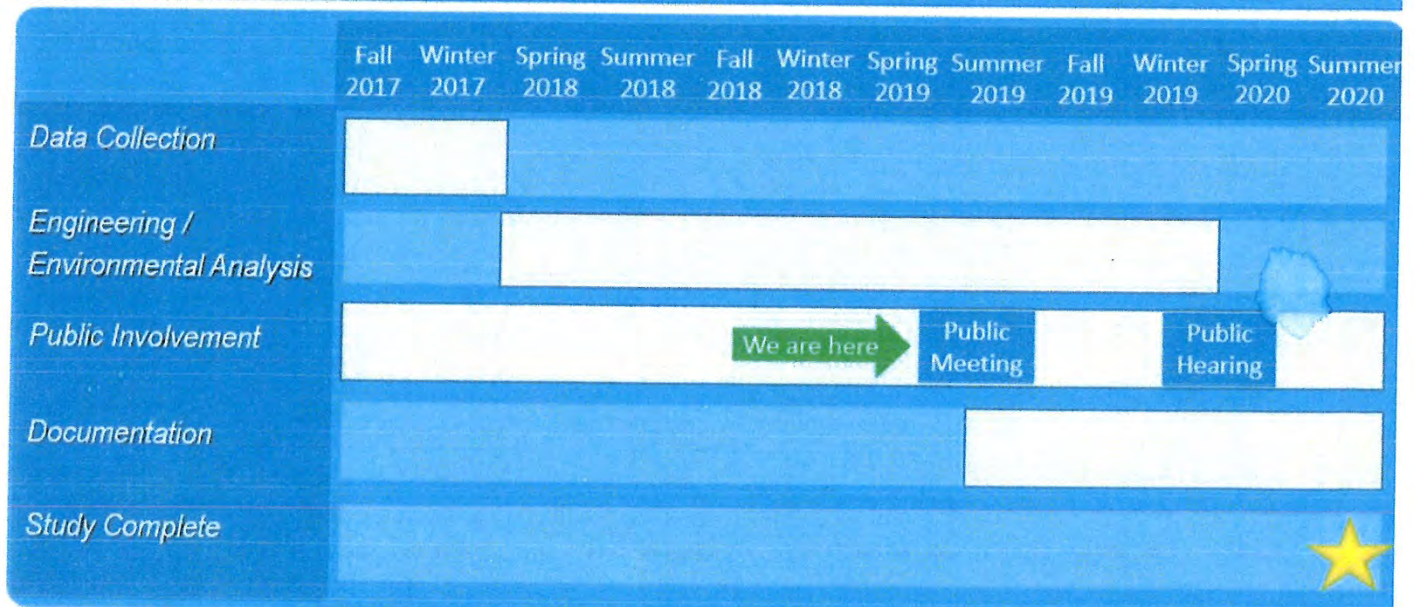 Fall Winter Spring Summer Fall Winter Spring Summer Fall Winter Spring Summer
2017 2017 2018 2018 2018 2018 2019 2019 2019 2019 2020 2020
Data Collection
Engineering /
Environmental Analysis
Public Involvement
We are here
Public
Meeting
Public
Hearing
Documentation
Study Complete